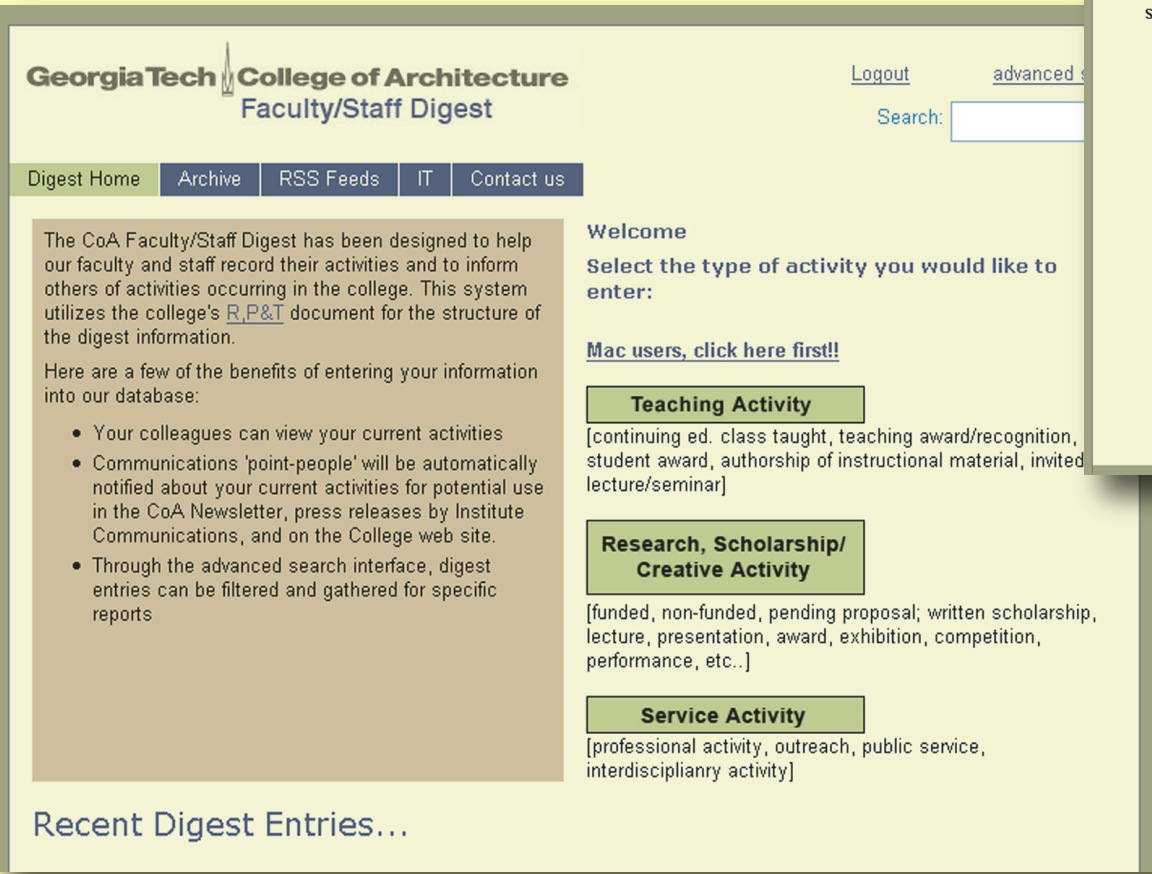 Georgia Tech College of Architecture
Faculty/Staff Digest
Logout advanced
Search:
Digest Home Archive RSS Feeds IT Contact us
The CoA Faculty/Staff Digest has been designed to help
our faculty and staff record their activities and to inform
others of activities occurring in the college. This system
utilizes the college's R,P&T document for the structure of
the digest information.
Here are a few of the benefits of entering your information
into our database:
• Your colleagues can view your current activities
• Communications 'point-people' will be automatically
notified about your current activities for potential use
in the CoA Newsletter, press releases by Institute
Communications, and on the College web site.
• Through the advanced search interface, digest
entries can be filtered and gathered for specific
reports
Welcome
Select the type of activity you would like to
enter:
Mac users, click here first!!
Teaching Activity
[continuing ed. class taught, teaching award/recognition,
student award, authorship of instructional material, invited
lecture/seminar]
Research, Scholarship/
Creative Activity
[funded, non-funded, pending proposal; written scholarship,
lecture, presentation, award, exhibition, competition,
performance, etc..]
Service Activity
[professional activity, outreach, public service,
interdisciplianry activity]
Recent Digest Entries...